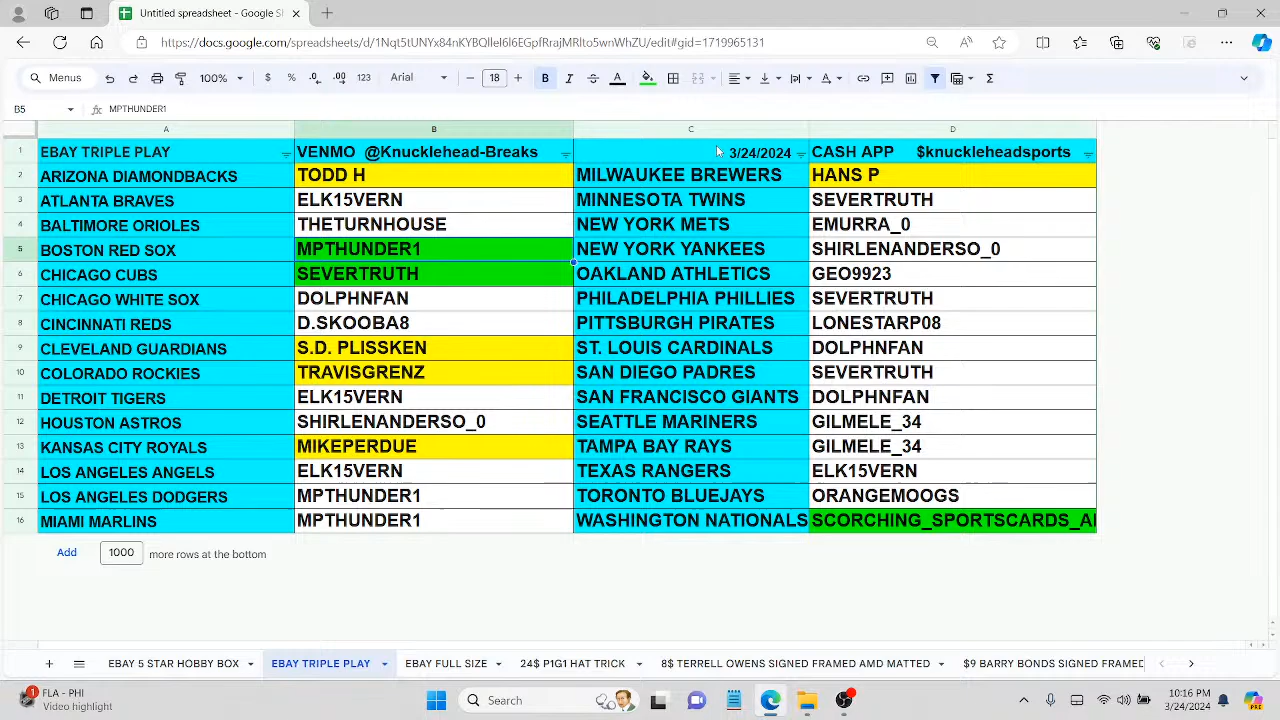 Untitled spreadsheet - Google Sl
https://docs.google.com/spreadsheets/d/1Nqt5tUNYx84nKYBQlleI6l6EGpfRrajMRIto5wnWhZU/edit#gid=1719965131
Menus 100% $ % .0 .00 123 Arial 18 B I A
B5 fx MPTHUNDER1
A B C D
1 EBAY TRIPLE PLAY VENMO @Knucklehead-Breaks 3/24/2024 CASH APP $knuckleheadsports
2 ARIZONA DIAMONDBACKS TODD H MILWAUKEE BREWERS HANS P
3 ATLANTA BRAVES ELK15VERN MINNESOTA TWINS SEVERTRUTH
4 BALTIMORE ORIOLES THETURNHOUSE NEW YORK METS EMURRA_0
5 BOSTON RED SOX MPTHUNDER1 NEW YORK YANKEES SHIRLENANDERSO_0
6 CHICAGO CUBS SEVERTRUTH OAKLAND ATHLETICS GEO9923
7 CHICAGO WHITE SOX DOLPHNFAN PHILADELPHIA PHILLIES SEVERTRUTH
8 CINCINNATI REDS D.SKOOBA8 PITTSBURGH PIRATES LONESTARP08
9 CLEVELAND GUARDIANS S.D. PLISSKEN ST. LOUIS CARDINALS DOLPHNFAN
10 COLORADO ROCKIES TRAVISGRENZ SAN DIEGO PADRES SEVERTRUTH
11 DETROIT TIGERS ELK15VERN SAN FRANCISCO GIANTS DOLPHNFAN
12 HOUSTON ASTROS SHIRLENANDERSO_0 SEATTLE MARINERS GILMELE_34
13 KANSAS CITY ROYALS MIKEPERDUE TAMPA BAY RAYS GILMELE_34
14 LOS ANGELES ANGELS ELK15VERN TEXAS RANGERS ELK15VERN
15 LOS ANGELES DODGERS MPTHUNDER1 TORONTO BLUEJAYS ORANGEMOOGS
16 MIAMI MARLINS MPTHUNDER1 WASHINGTON NATIONALS SCORCHING_SPORTSCARDS_A
Add 1000 more rows at the bottom
EBAY 5 STAR HOBBY BOX EBAY TRIPLE PLAY EBAY FULL SIZE 24$ P1G1 HAT TRICK 8$ TERRELL OWENS SIGNED FRAMED AMD MATTED $9 BARRY BONDS SIGNED FRAMED
1 FLA - PHI
Video highlight
Search
10:16 PM
3/24/2024
PRE